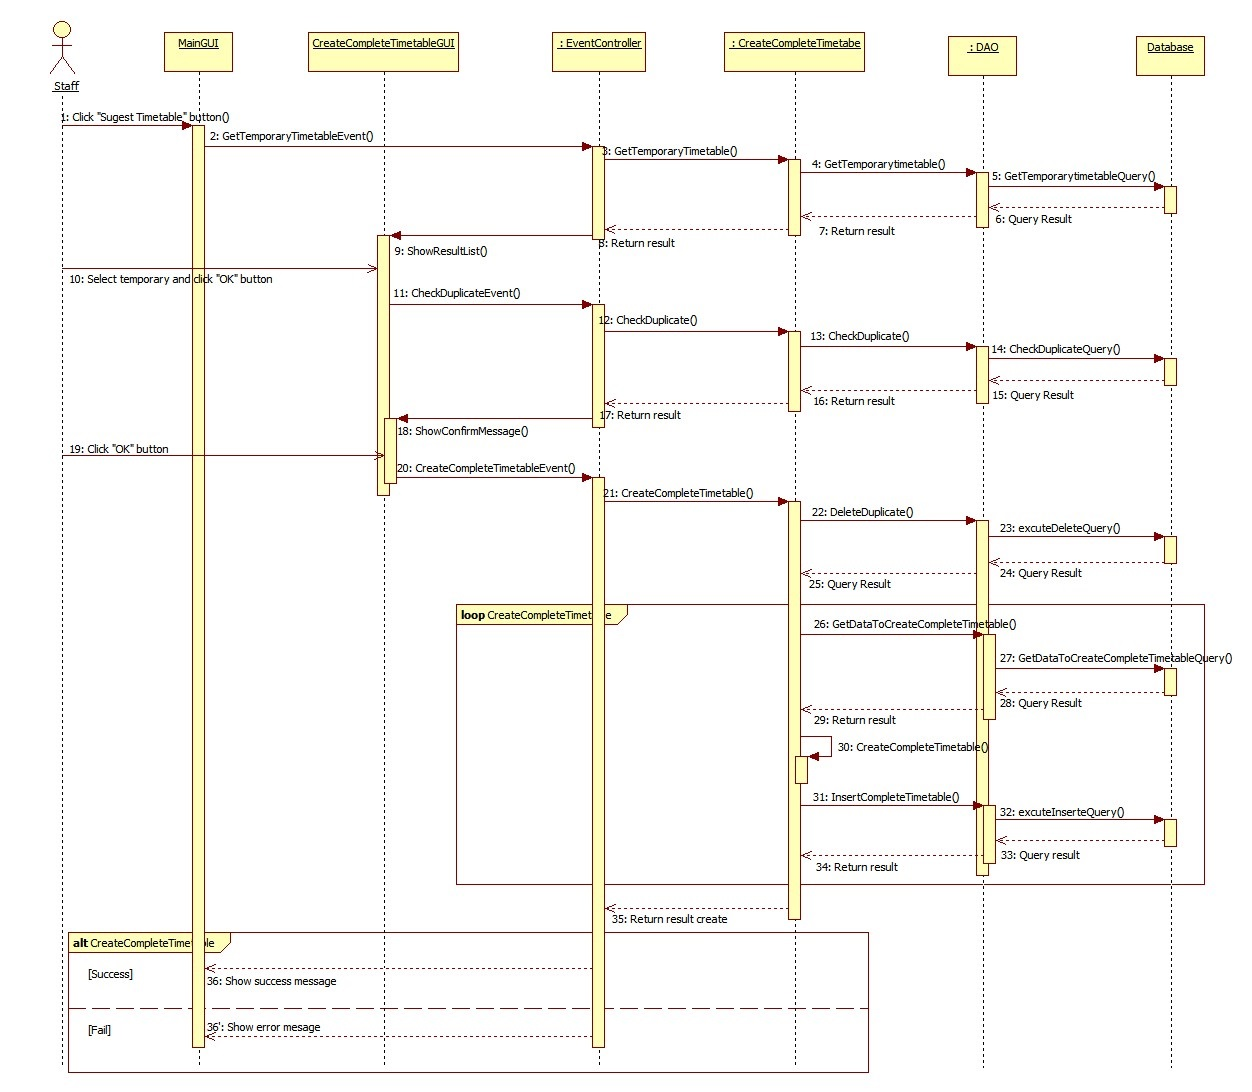 Staff
MainGUI
CreateCompleteTimetableGUI
: EventController
: CreateCompleteTimetabe
: DAO
Database
1: Click "Sugest Timetable" button()
2: GetTemporaryTimetableEvent()
3: GetTemporaryTimetable()
4: GetTemporarytimetable()
5: GetTemporarytimetableQuery()
6: Query Result
7: Return result
8: Return result
9: ShowResultList()
10: Select temporary and click "OK" button
11: CheckDuplicateEvent()
12: CheckDuplicate()
13: CheckDuplicate()
14: CheckDuplicateQuery()
15: Query Result
16: Return result
17: Return result
18: ShowConfirmMessage()
19: Click "OK" button
20: CreateCompleteTimetableEvent()
21: CreateCompleteTimetable()
22: DeleteDuplicate()
23: excuteDeleteQuery()
24: Query Result
25: Query Result
loop CreateCompleteTimetable
26: GetDataToCreateCompleteTimetable()
27: GetDataToCreateCompleteTimetableQuery()
28: Query Result
29: Return result
30: CreateCompleteTimetable()
31: InsertCompleteTimetable()
32: excuteInserteQuery()
33: Query result
34: Return result
35: Return result create
alt CreateCompleteTimetable
[Success]
36: Show success message
[Fail]
36': Show error mesage